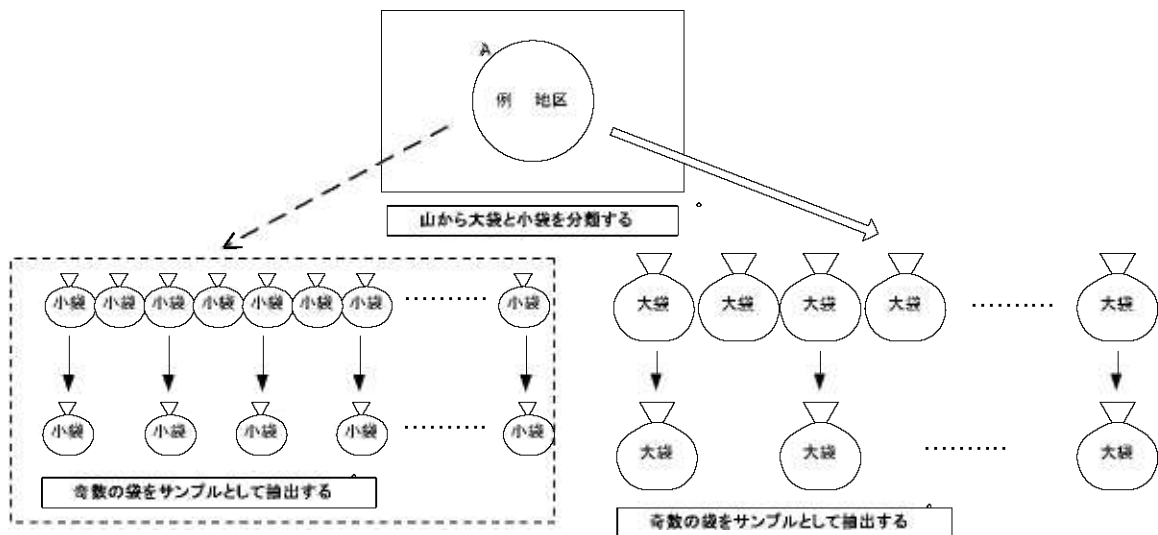 A
例 地区
山から大袋と小袋を分類する
小袋 小袋 小袋 小袋 小袋 小袋 小袋 ・・・・・・・・・ 小袋
大袋 大袋 大袋 大袋 ・・・・・・・・・ 大袋
小袋 小袋 小袋 小袋 ・・・・・・・・・ 小袋
大袋 大袋 ・・・・・・・・・ 大袋
奇数の袋をサンプルとして抽出する
奇数の袋をサンプルとして抽出する